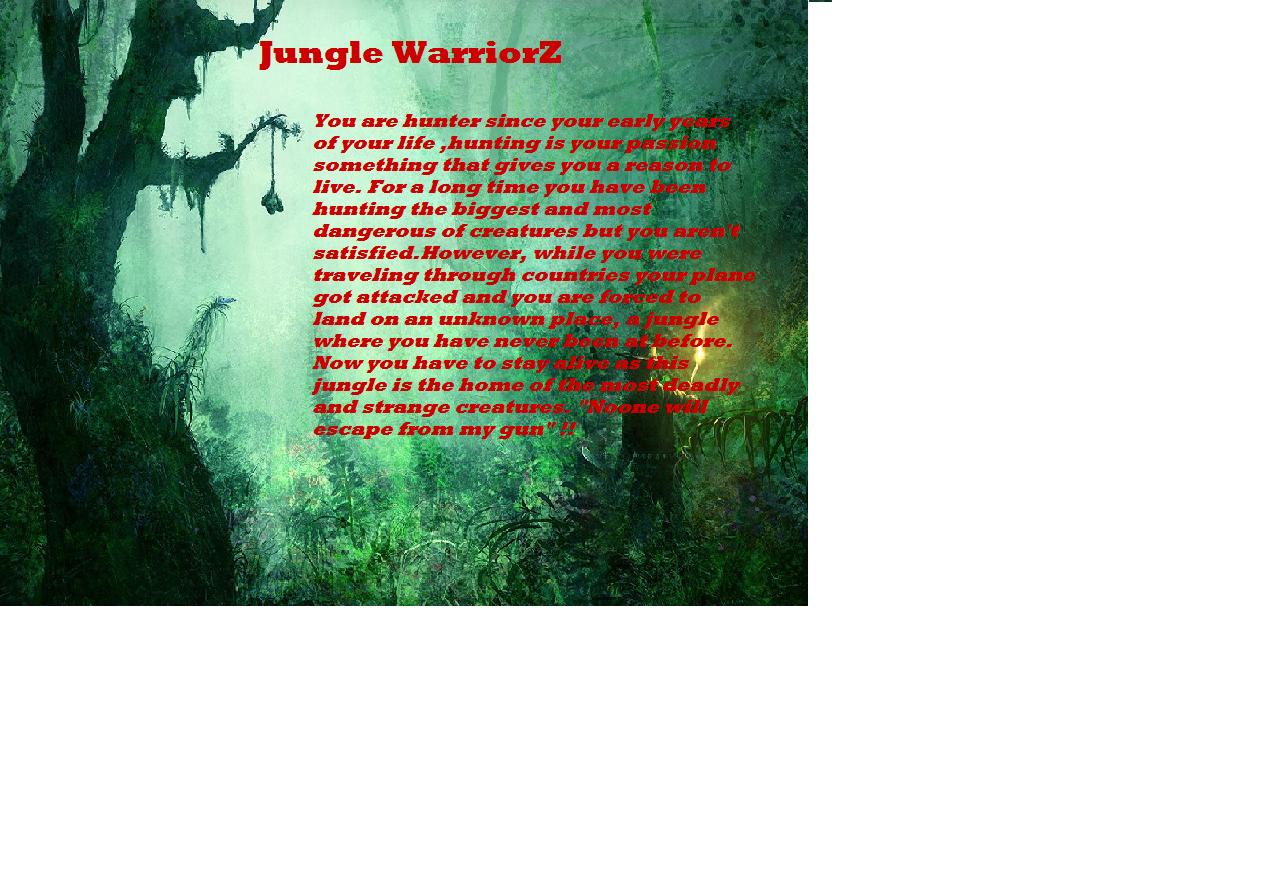 Jungle WarriorZ
You are hunter since your early years
of your life ,hunting is your passion
something that gives you a reason to
live. For a long time you have been
hunting the biggest and most
dangerous of creatures but you aren't
satisfied.However, while you were
traveling through countries your plane
got attacked and you are forced to
land on an unknown place, a jungle
where you have never been at before.
Now you have to stay alive as this
jungle is the home of the most deadly
and strange creatures. "Noone will
escape from my gun" !!